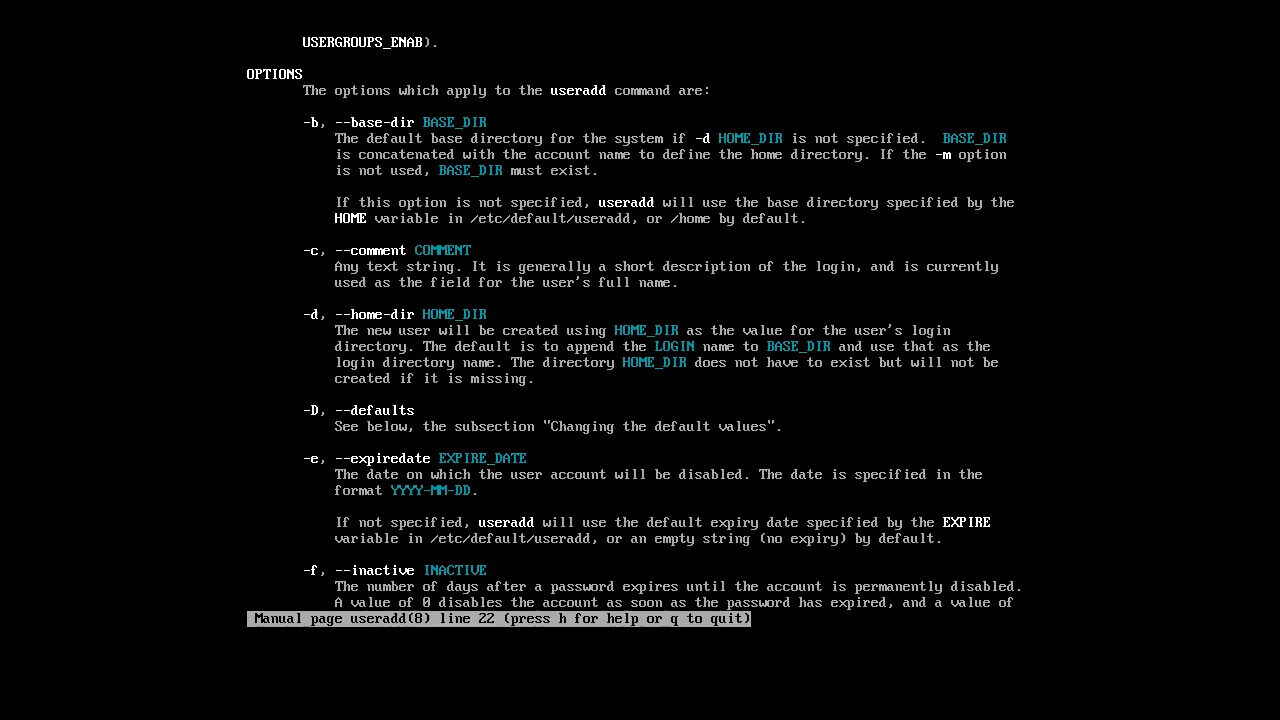 USERGROUPS_ENAB).
OPTIONS
The options which apply to the useradd command are:
-b, --base-dir BASE_DIR
The default base directory for the system if -d HOME_DIR is not specified.  BASE_DIR
is concatenated with the account name to define the home directory. If the -m option
is not used, BASE_DIR must exist.
If this option is not specified, useradd will use the base directory specified by the
HOME variable in /etc/default/useradd, or /home by default.
-c, --comment COMMENT
Any text string. It is generally a short description of the login, and is currently
used as the field for the user's full name.
-d, --home-dir HOME_DIR
The new user will be created using HOME_DIR as the value for the user's login
directory. The default is to append the LOGIN name to BASE_DIR and use that as the
login directory name. The directory HOME_DIR does not have to exist but will not be
created if it is missing.
-D, --defaults
See below, the subsection "Changing the default values".
-e, --expiredate EXPIRE_DATE
The date on which the user account will be disabled. The date is specified in the
format YYYY-MM-DD.
If not specified, useradd will use the default expiry date specified by the EXPIRE
variable in /etc/default/useradd, or an empty string (no expiry) by default.
-f, --inactive INACTIVE
The number of days after a password expires until the account is permanently disabled.
A value of 0 disables the account as soon as the password has expired, and a value of
Manual page useradd(8) line 22 (press h for help or q to quit)